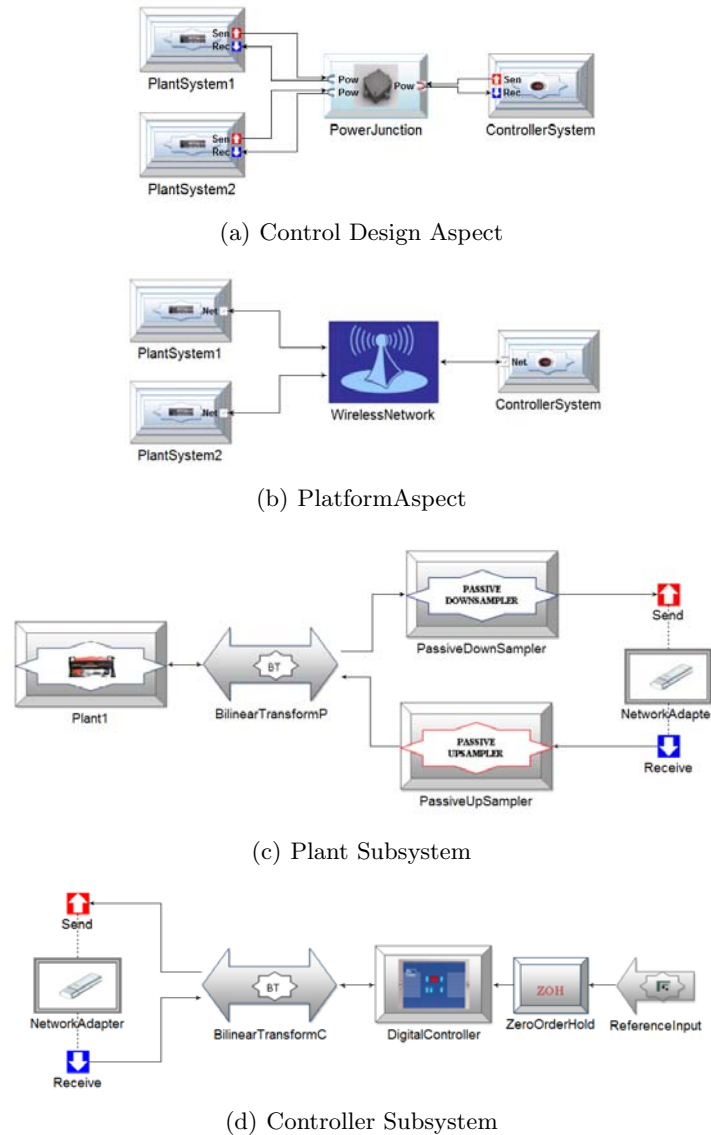 Sen
Rec
PlantSystem1
Pow
Pow
Pow
PowerJunction
Sen
Rec
ControllerSystem
Sen
Rec
PlantSystem2
(a) Control Design Aspect
Net
PlantSystem1
Net
PlantSystem2
WirelessNetwork
Net
ControllerSystem
(b) PlatformAspect
Plant1
BT
BilinearTransformP
PASSIVE
DOWNSAMPLER
PassiveDownSampler
PASSIVE
UPSAMPLER
PassiveUpSampler
Send
NetworkAdapte
Receive
(c) Plant Subsystem
Send
NetworkAdapter
Receive
BT
BilinearTransformC
DigitalController
ZOH
ZeroOrderHold
ReferenceInput
(d) Controller Subsystem